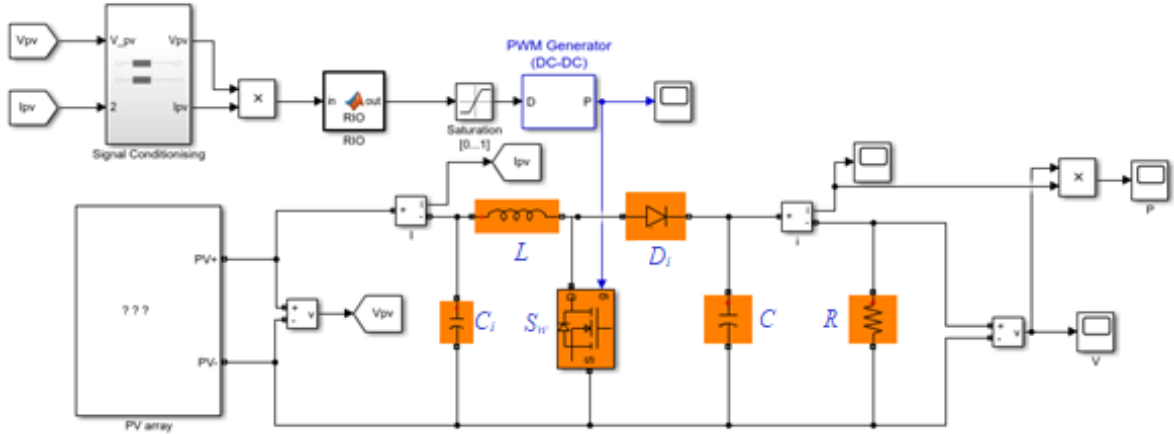 Vpv
Ipv
V_pv
Vpv
2
Ipv
Signal Conditionising
×
in
out
RIO
RIO
Saturation
[0...1]
PWM Generator
(DC-DC)
D
P
Ipv
+
i
-
I
L
Di
+
i
-
i
×
P
PV+
? ? ?
PV-
PV array
+
-
v
Vpv
Ci
Sw
D
g
S
C
R
+
-
v
V